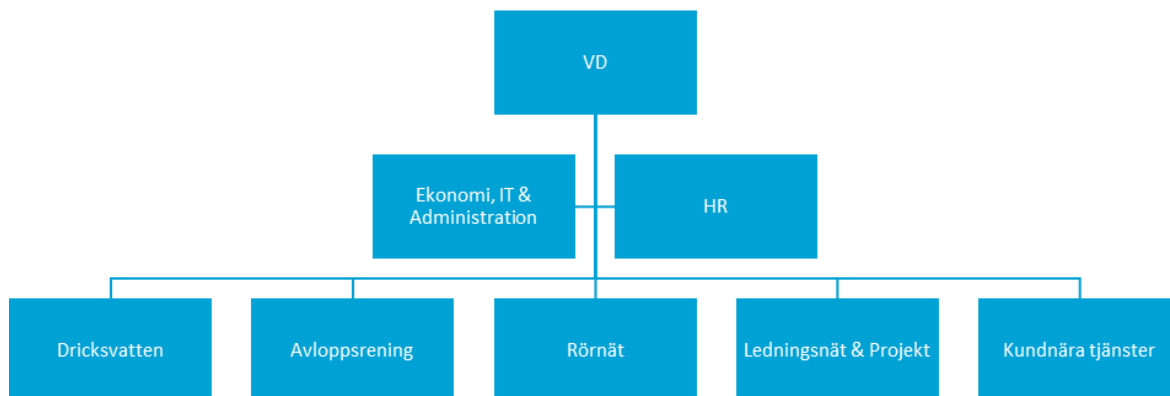 VD
Ekonomi, IT &
Administration
HR
Dricksvatten
Avloppsrening
Rörnät
Ledningsnät & Projekt
Kundnära tjänster